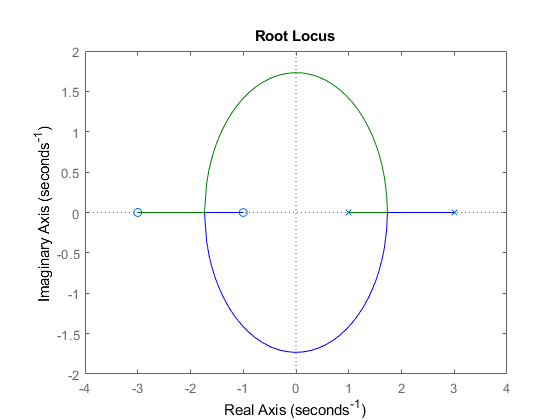 Root Locus
Imaginary Axis (seconds⁻¹)
2
1.5
1
0.5
0
-0.5
-1
-1.5
-2
-4 -3 -2 -1 0 1 2 3 4
Real Axis (seconds⁻¹)